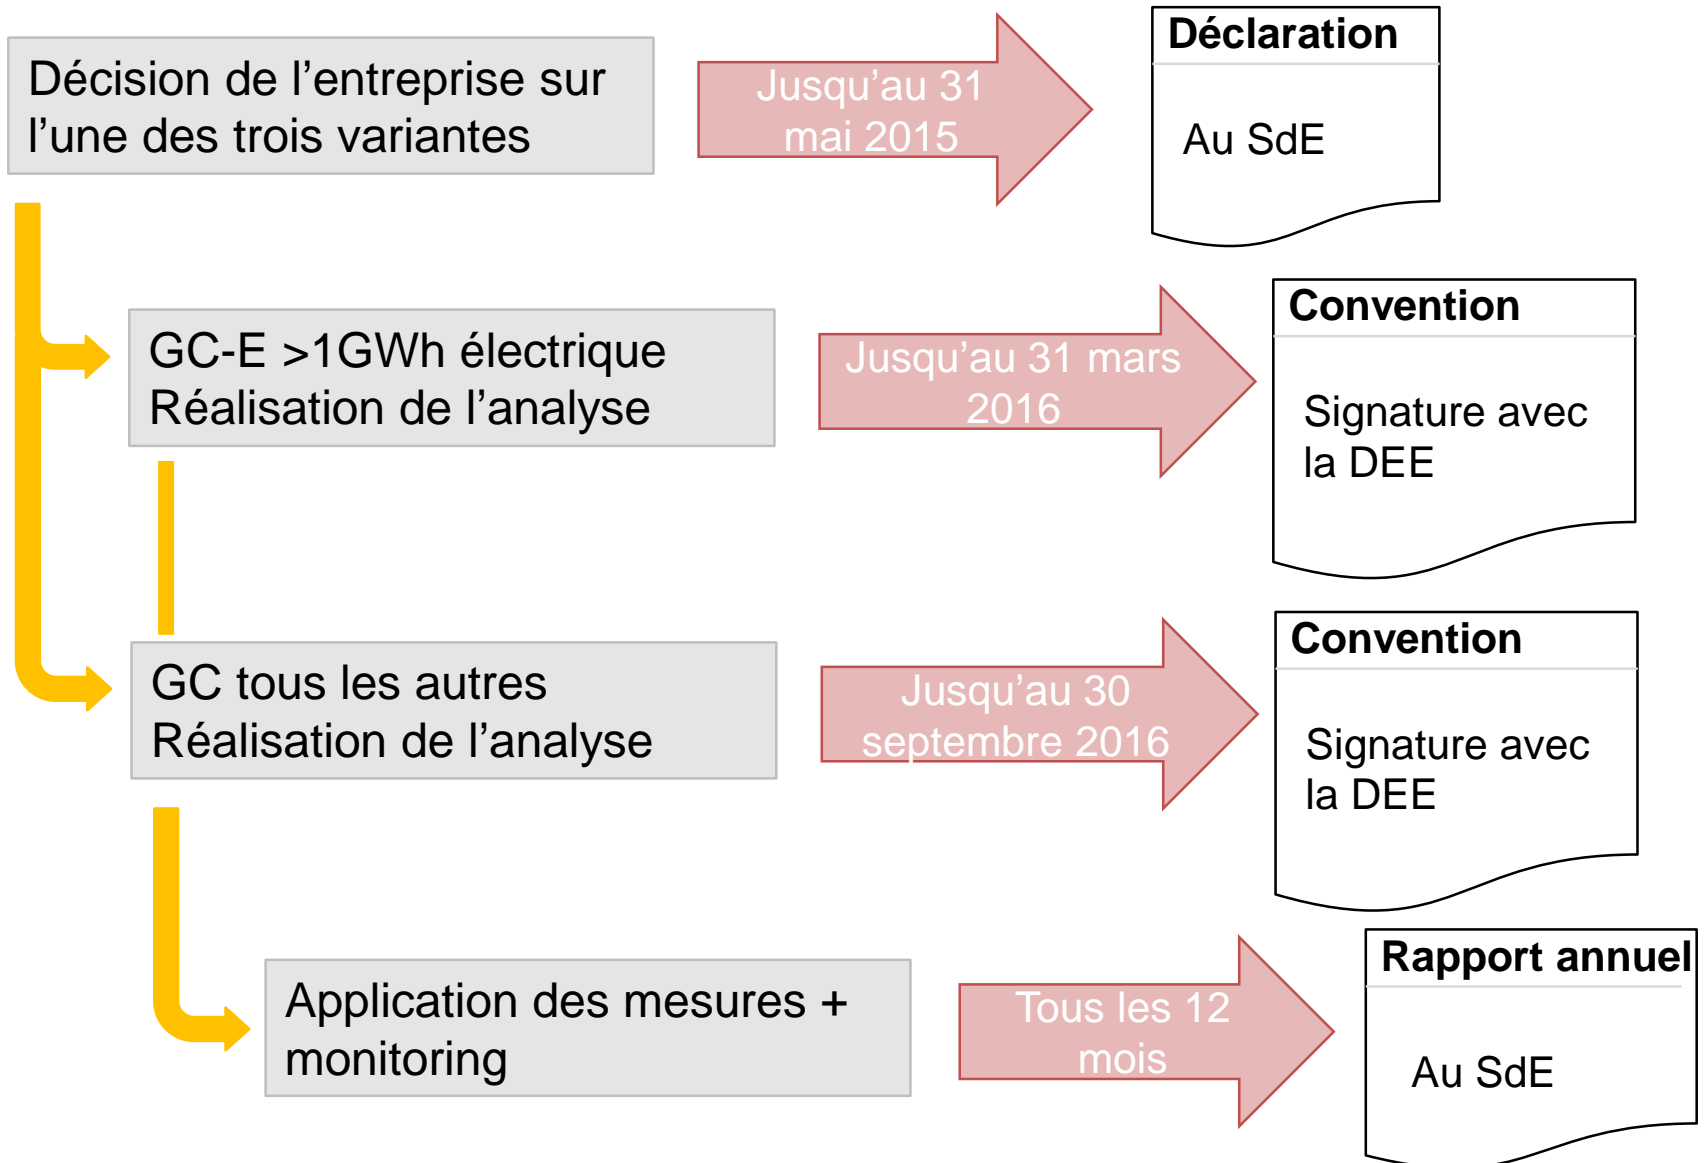 Décision de l’entreprise sur
l’une des trois variantes
Jusqu’au 31
mai 2015
Déclaration
Au SdE
GC-E >1GWh électrique
Réalisation de l’analyse
Jusqu’au 31 mars
2016
Convention
Signature avec
la DEE
GC tous les autres
Réalisation de l’analyse
Jusqu’au 30
septembre 2016
Convention
Signature avec
la DEE
Application des mesures +
monitoring
Tous les 12
mois
Rapport annuel
Au SdE